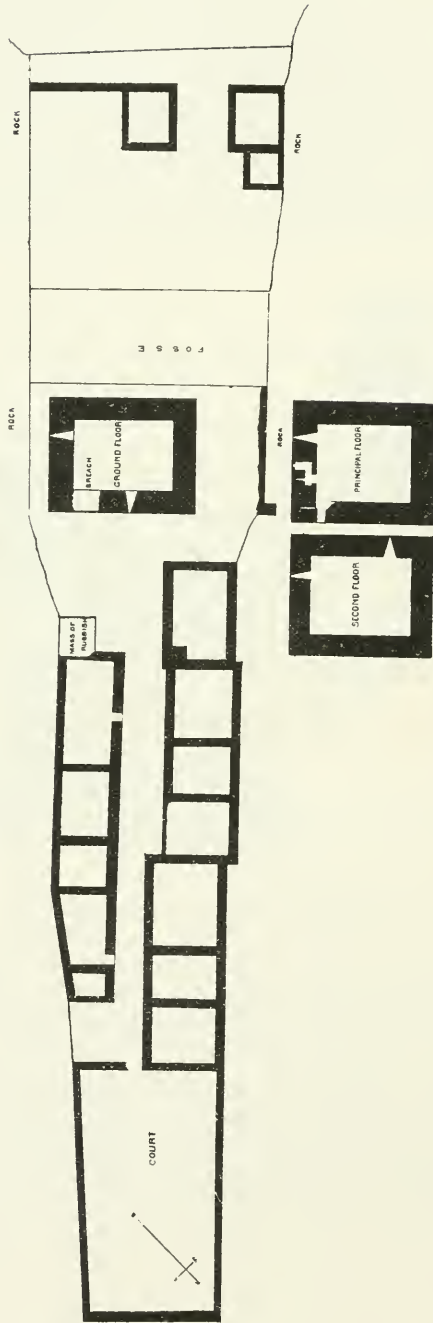 ROCK
ROCK
FOSSE
ROCK
ROCK
BREACH
GROUND FLOOR
PRINCIPAL FLOOR
SECOND FLOOR
MASS OF
RUBBISH
COURT